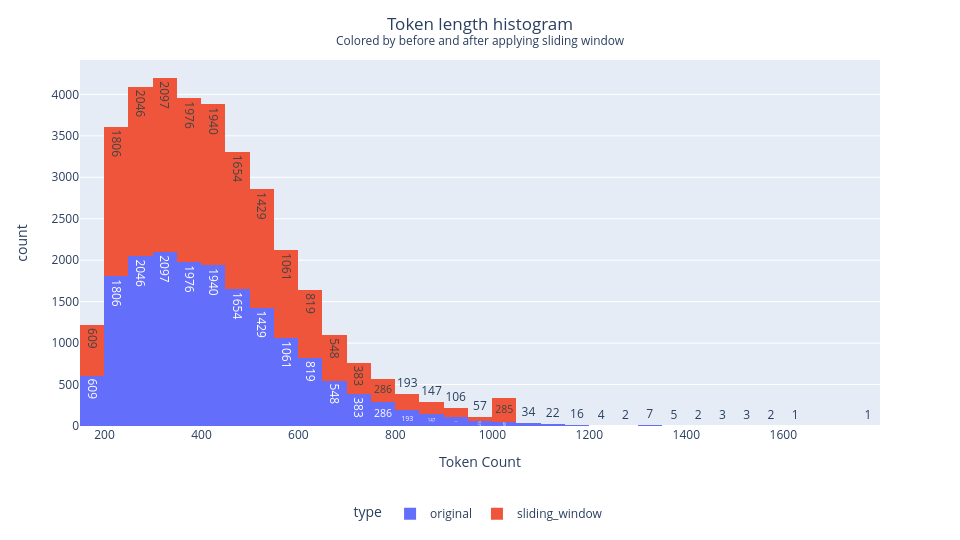 Token length histogram
Colored by before and after applying sliding window
count
4000
3500
3000
2500
2000
1500
1000
500
0
609 1806 2046 2097 1976 1940 1654 1429 1061 819 548 383 286 193 147 106 57 285 34 22 16 4 2 7 5 2 3 3 2 1 1
609 1806 2046 2097 1976 1940 1654 1429 1061 819 548 383 286 193 147
200 400 600 800 1000 1200 1400 1600
Token Count
type original sliding_window